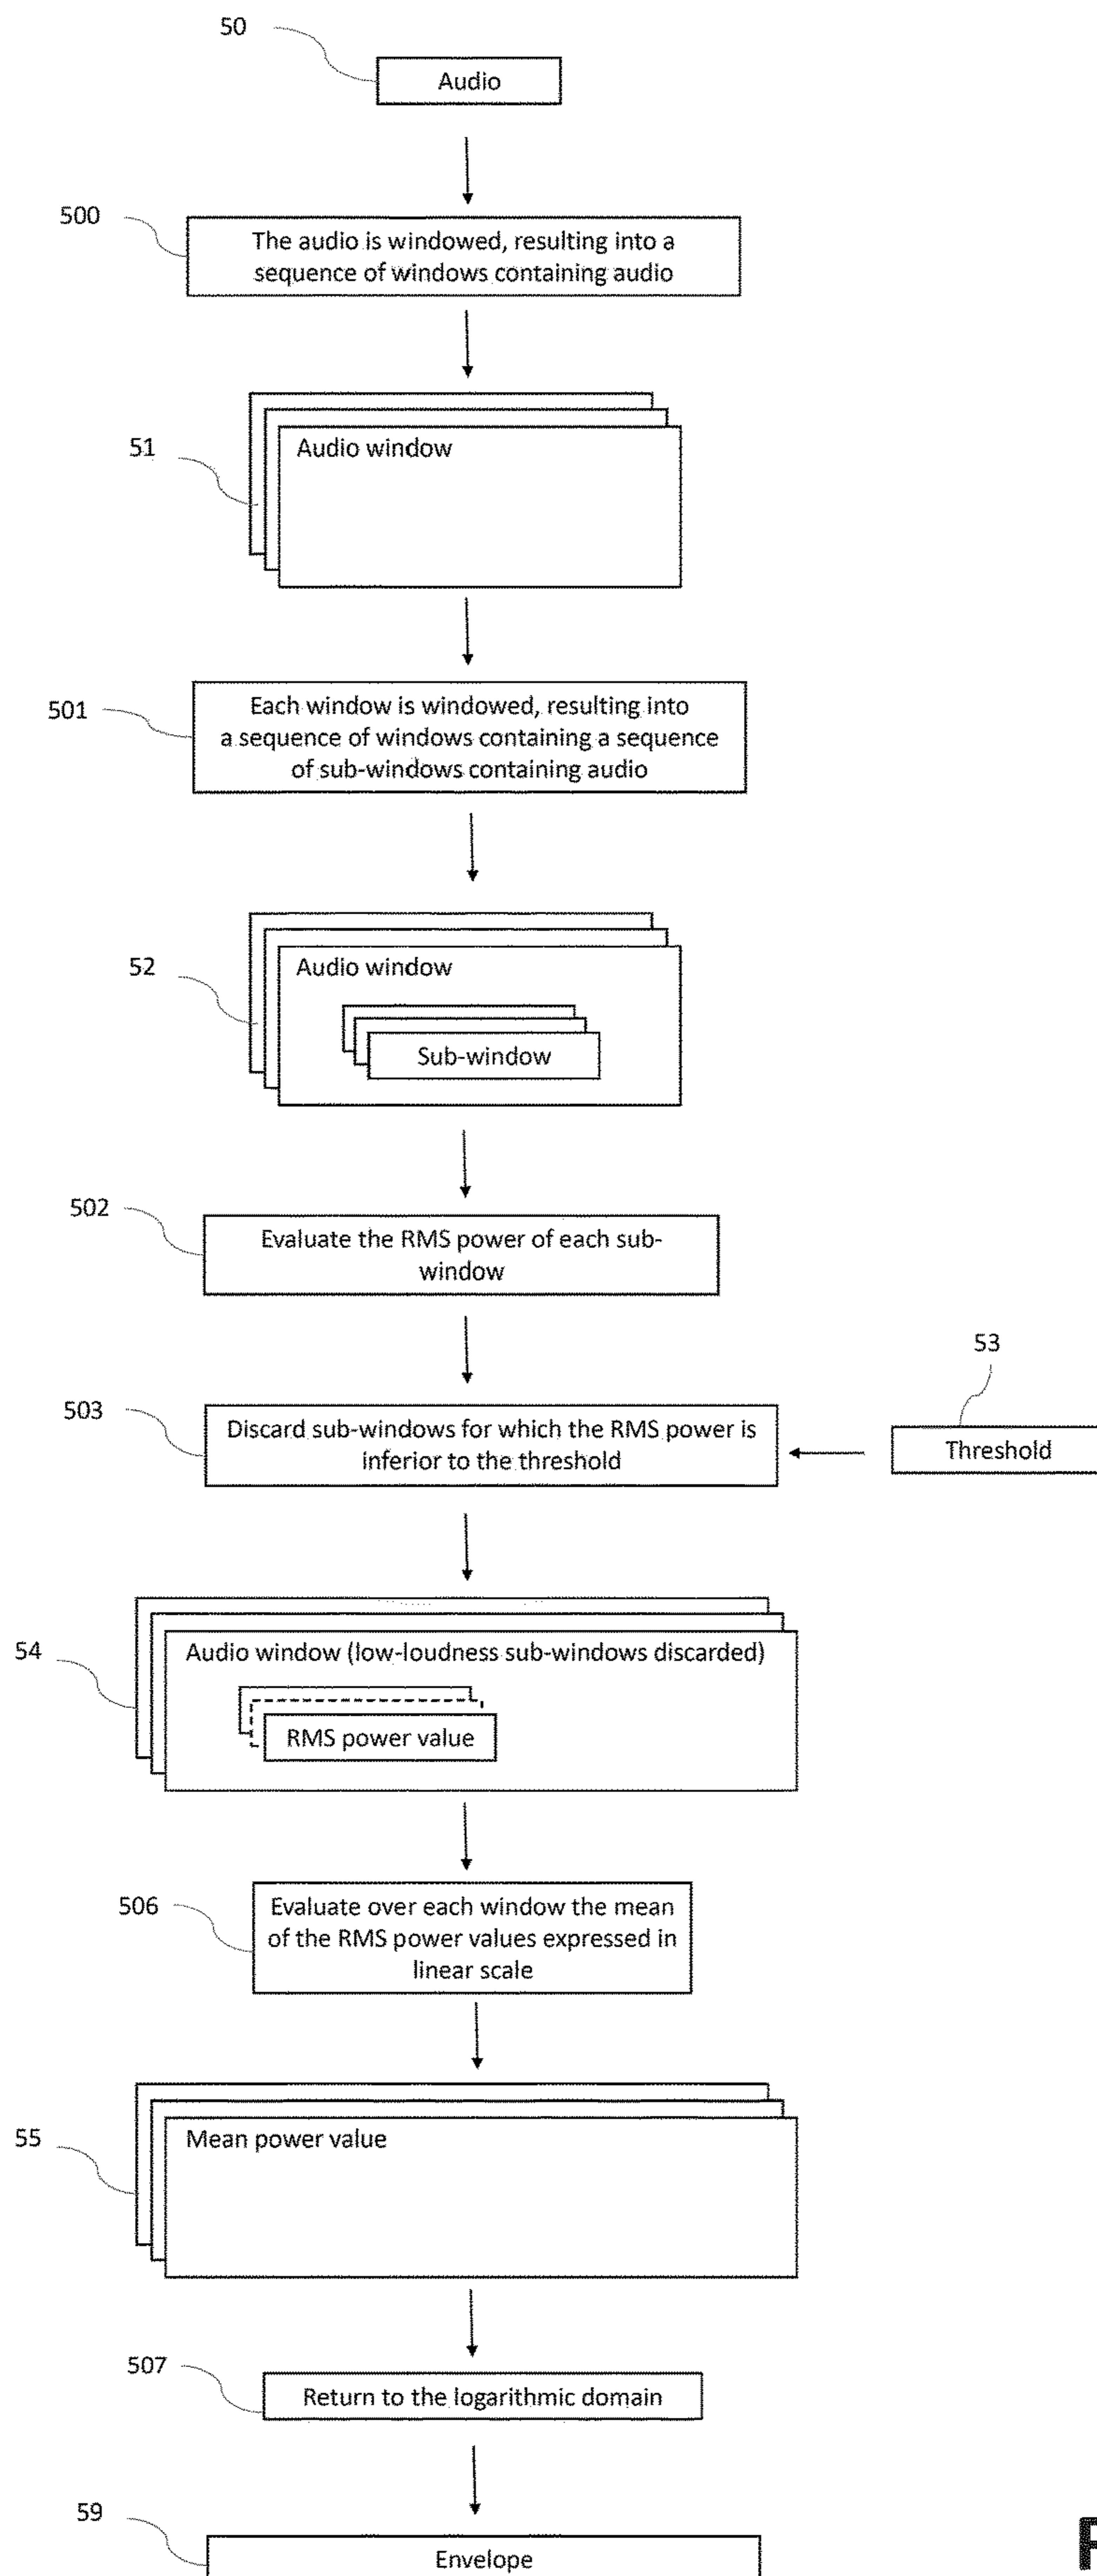 50
Audio
500
The audio is windowed, resulting into a
sequence of windows containing audio
51
Audio window
501
Each window is windowed, resulting into
a sequence of windows containing a sequence
of sub-windows containing audio
52
Audio window
Sub-window
502
Evaluate the RMS power of each sub-
window
53
503
Discard sub-windows for which the RMS power is
inferior to the threshold
Threshold
54
Audio window (low-loudness sub-windows discarded)
RMS power value
506
Evaluate over each window the mean
of the RMS power values expressed in
linear scale
55
Mean power value
507
Return to the logarithmic domain
59
Envelope